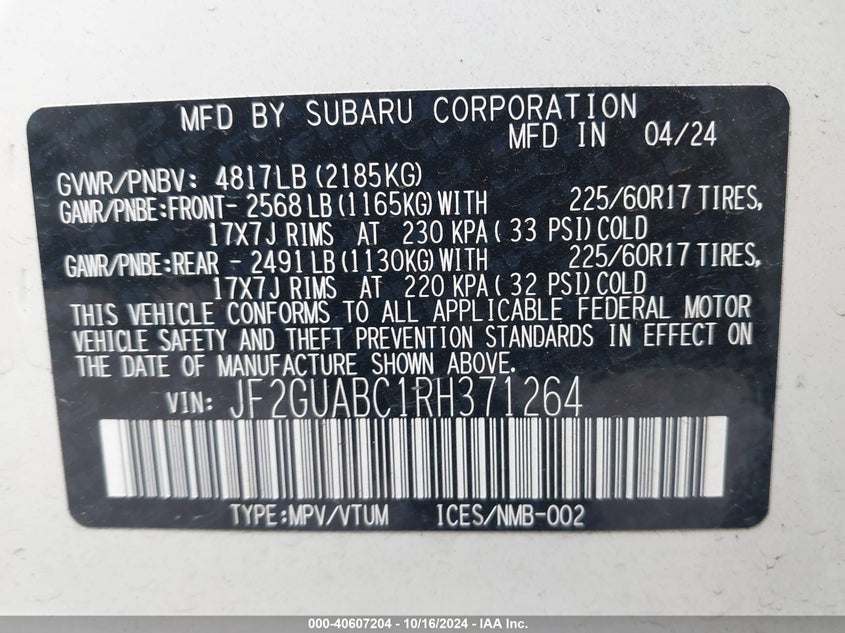 MFD BY SUBARU CORPORATION
MFD IN 04/24
GVWR/PNBV: 4817LB (2185KG)
GAWR/PNBE:FRONT- 2568 LB (1165KG) WITH 225/60R17 TIRES,
17X7J RIMS AT 230 KPA ( 33 PSI) COLD
GAWR/PNBE:REAR - 2491 LB (1130KG) WITH 225/60R17 TIRES,
17X7J RIMS AT 220 KPA ( 32 PSI) COLD
THIS VEHICLE CONFORMS TO ALL APPLICABLE FEDERAL MOTOR
VEHICLE SAFETY AND THEFT PREVENTION STANDARDS IN EFFECT ON
THE DATE OF MANUFACTURE SHOWN ABOVE.
VIN: JF2GUABC1RH371264
TYPE:MPV/VTUM ICES/NMB-002
000-40607204 - 10/16/2024 - IAA Inc.